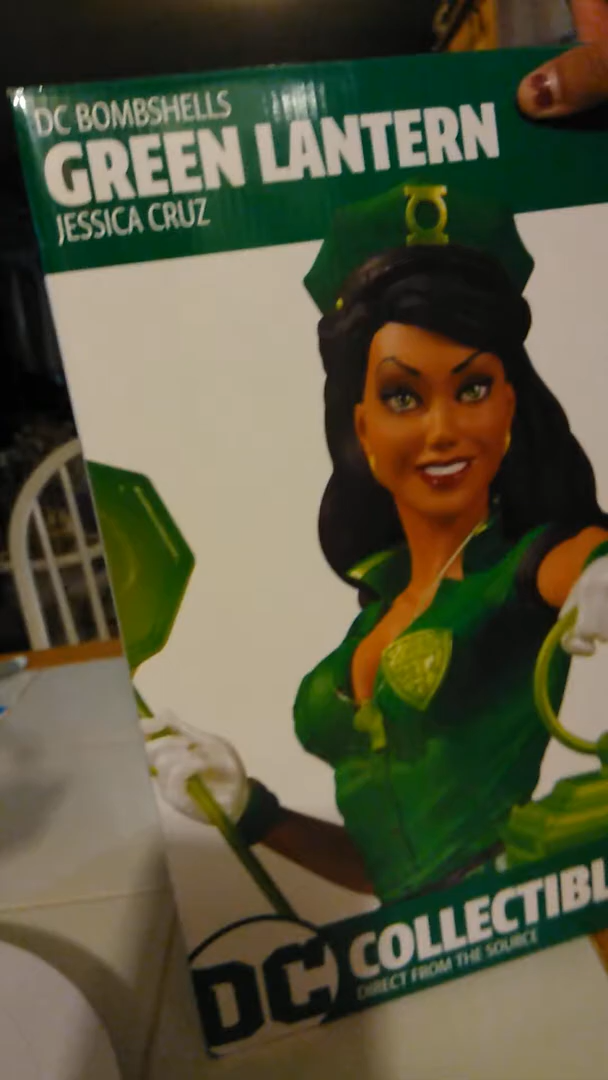 DC BOMBSHELLS
GREEN LANTERN
JESSICA CRUZ
DC
COLLECTIBL
DIRECT FROM THE SOURCE